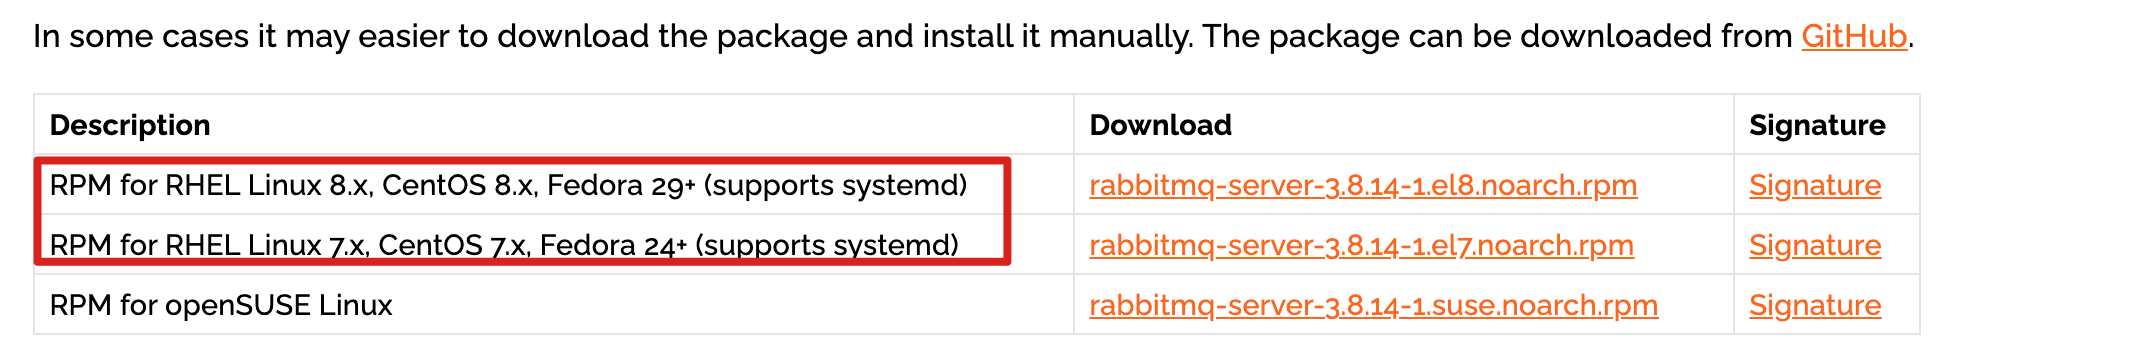 In some cases it may easier to download the package and install it manually. The package can be downloaded from GitHub.
Description Download Signature
RPM for RHEL Linux 8.x, CentOS 8.x, Fedora 29+ (supports systemd) rabbitmq-server-3.8.14-1.el8.noarch.rpm Signature
RPM for RHEL Linux 7.x, CentOS 7.x, Fedora 24+ (supports systemd) rabbitmq-server-3.8.14-1.el7.noarch.rpm Signature
RPM for openSUSE Linux rabbitmq-server-3.8.14-1.suse.noarch.rpm Signature